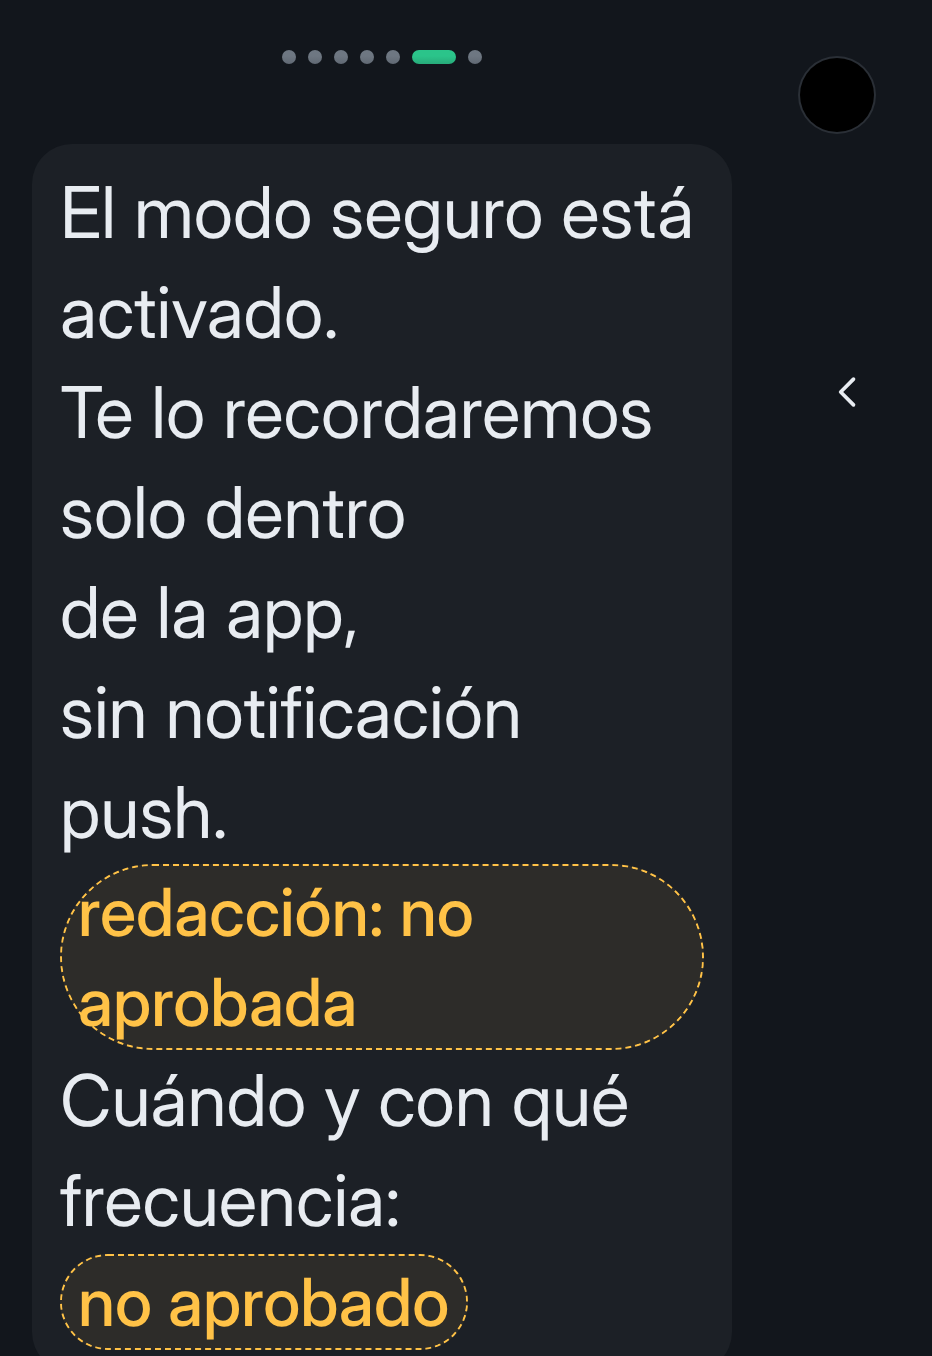 El modo seguro está
activado.
Te lo recordaremos
solo dentro
de la app,
sin notificación
push.
redacción: no
aprobada
Cuándo y con qué
frecuencia:
no aprobado